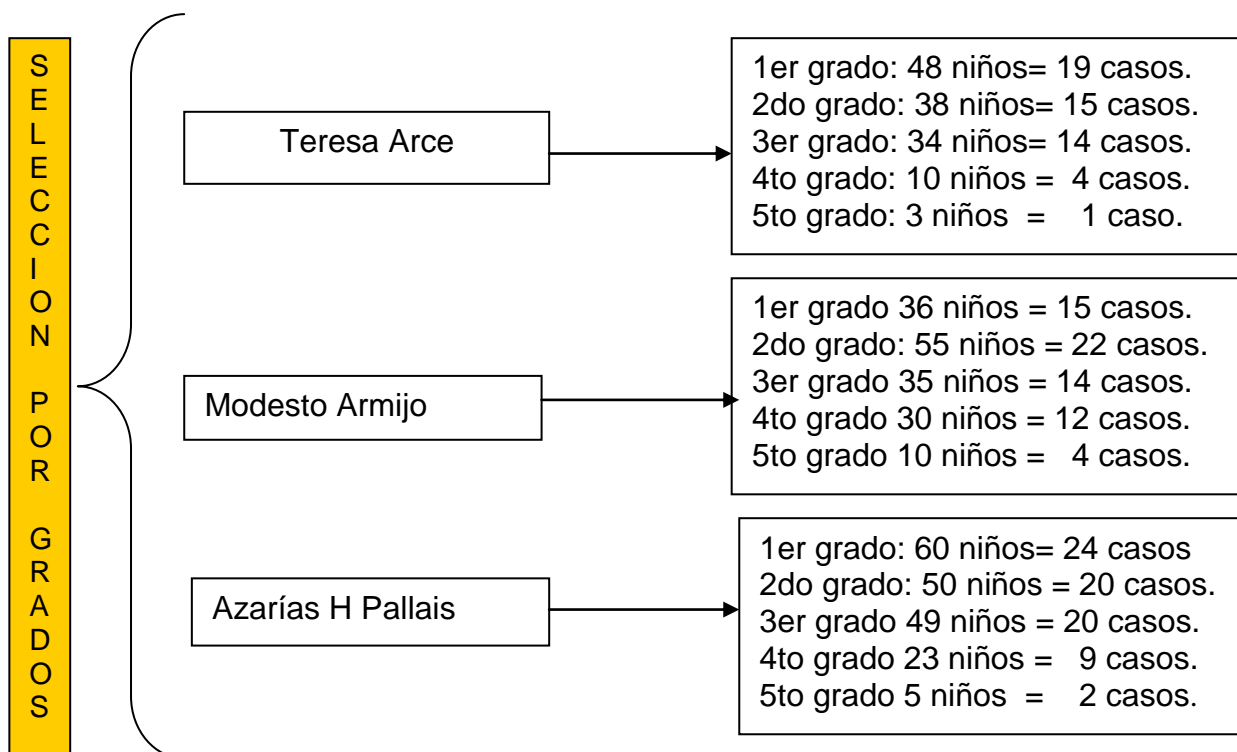 SELECCION POR GRADOS
Teresa Arce
1er grado: 48 niños= 19 casos.
2do grado: 38 niños= 15 casos.
3er grado: 34 niños= 14 casos.
4to grado: 10 niños = 4 casos.
5to grado: 3 niños = 1 caso.
Modesto Armijo
1er grado 36 niños = 15 casos.
2do grado: 55 niños = 22 casos.
3er grado 35 niños = 14 casos.
4to grado 30 niños = 12 casos.
5to grado 10 niños = 4 casos.
Azarías H Pallais
1er grado: 60 niños= 24 casos
2do grado: 50 niños = 20 casos.
3er grado 49 niños = 20 casos.
4to grado 23 niños = 9 casos.
5to grado 5 niños = 2 casos.